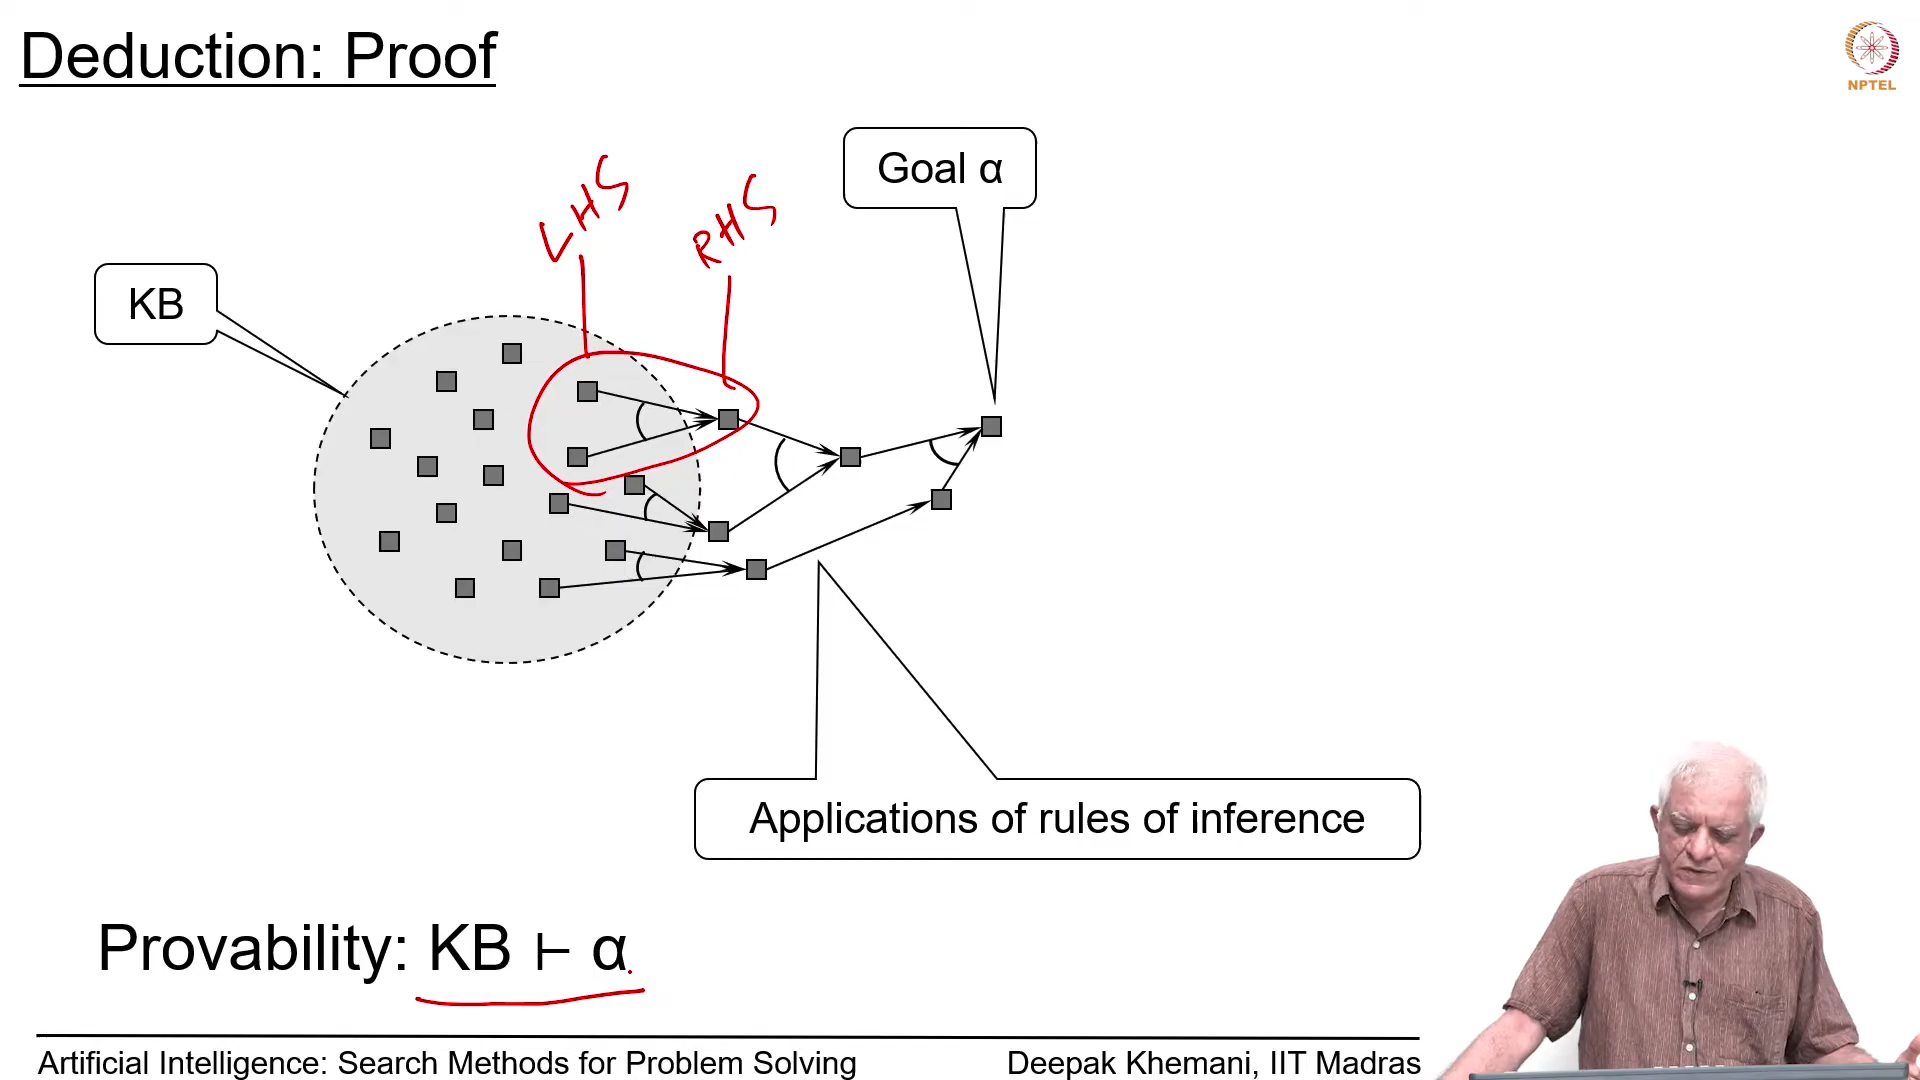 Deduction: Proof
NPTEL
Goal α
LHS
RHS
KB
Applications of rules of inference
Provability: KB ⊢ α
Artificial Intelligence: Search Methods for Problem Solving
Deepak Khemani, IIT Madras